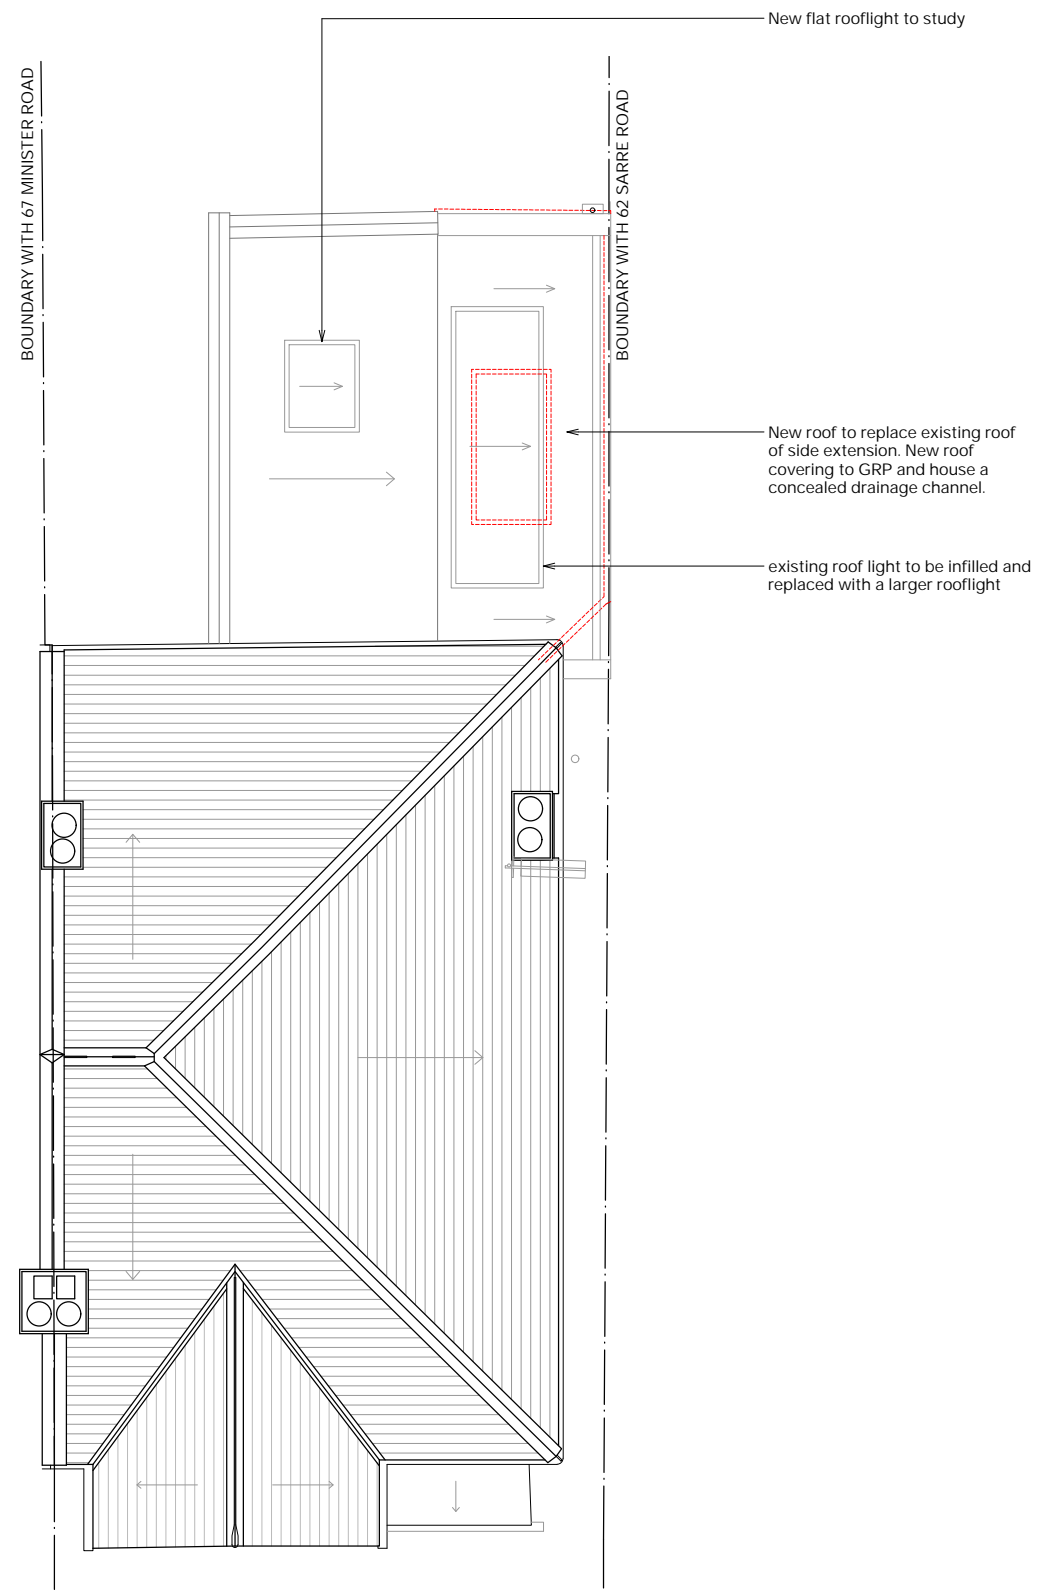 New flat rooflight to study
BOUNDARY WITH 67 MINISTER ROAD
BOUNDARY WITH 62 SARRE ROAD
New roof to replace existing roof
of side extension. New roof
covering to GRP and house a
concealed drainage channel.
existing roof light to be infilled and
replaced with a larger rooflight